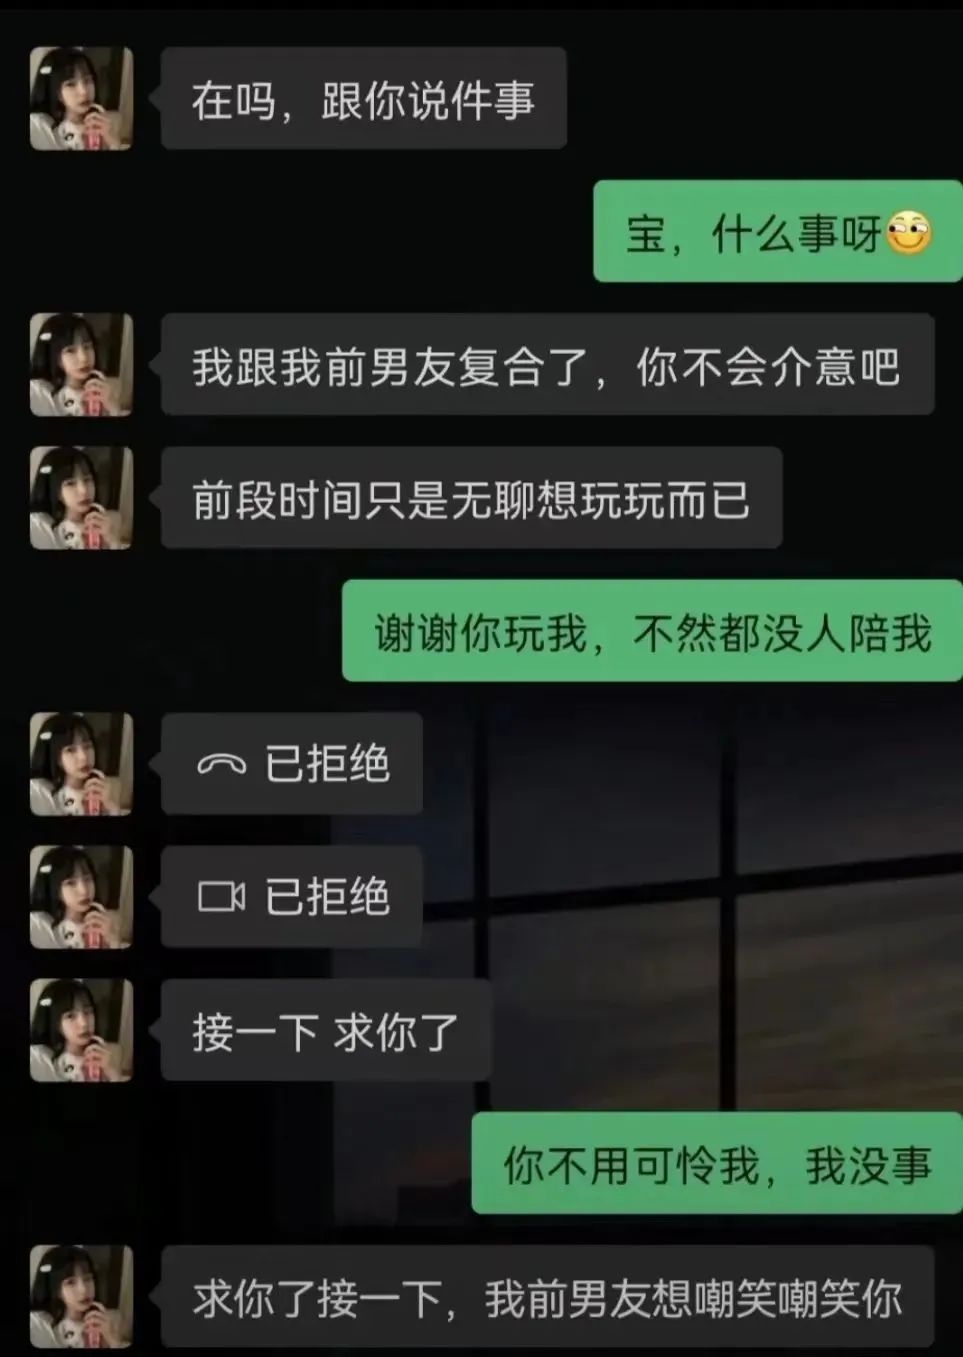 在吗，跟你说件事
宝，什么事呀
我跟我前男友复合了，你不会介意吧
前段时间只是无聊想玩玩而已
谢谢你玩我，不然都没人陪我
已拒绝
已拒绝
接一下 求你了
你不用可怜我，我没事
求你了接一下，我前男友想嘲笑嘲笑你